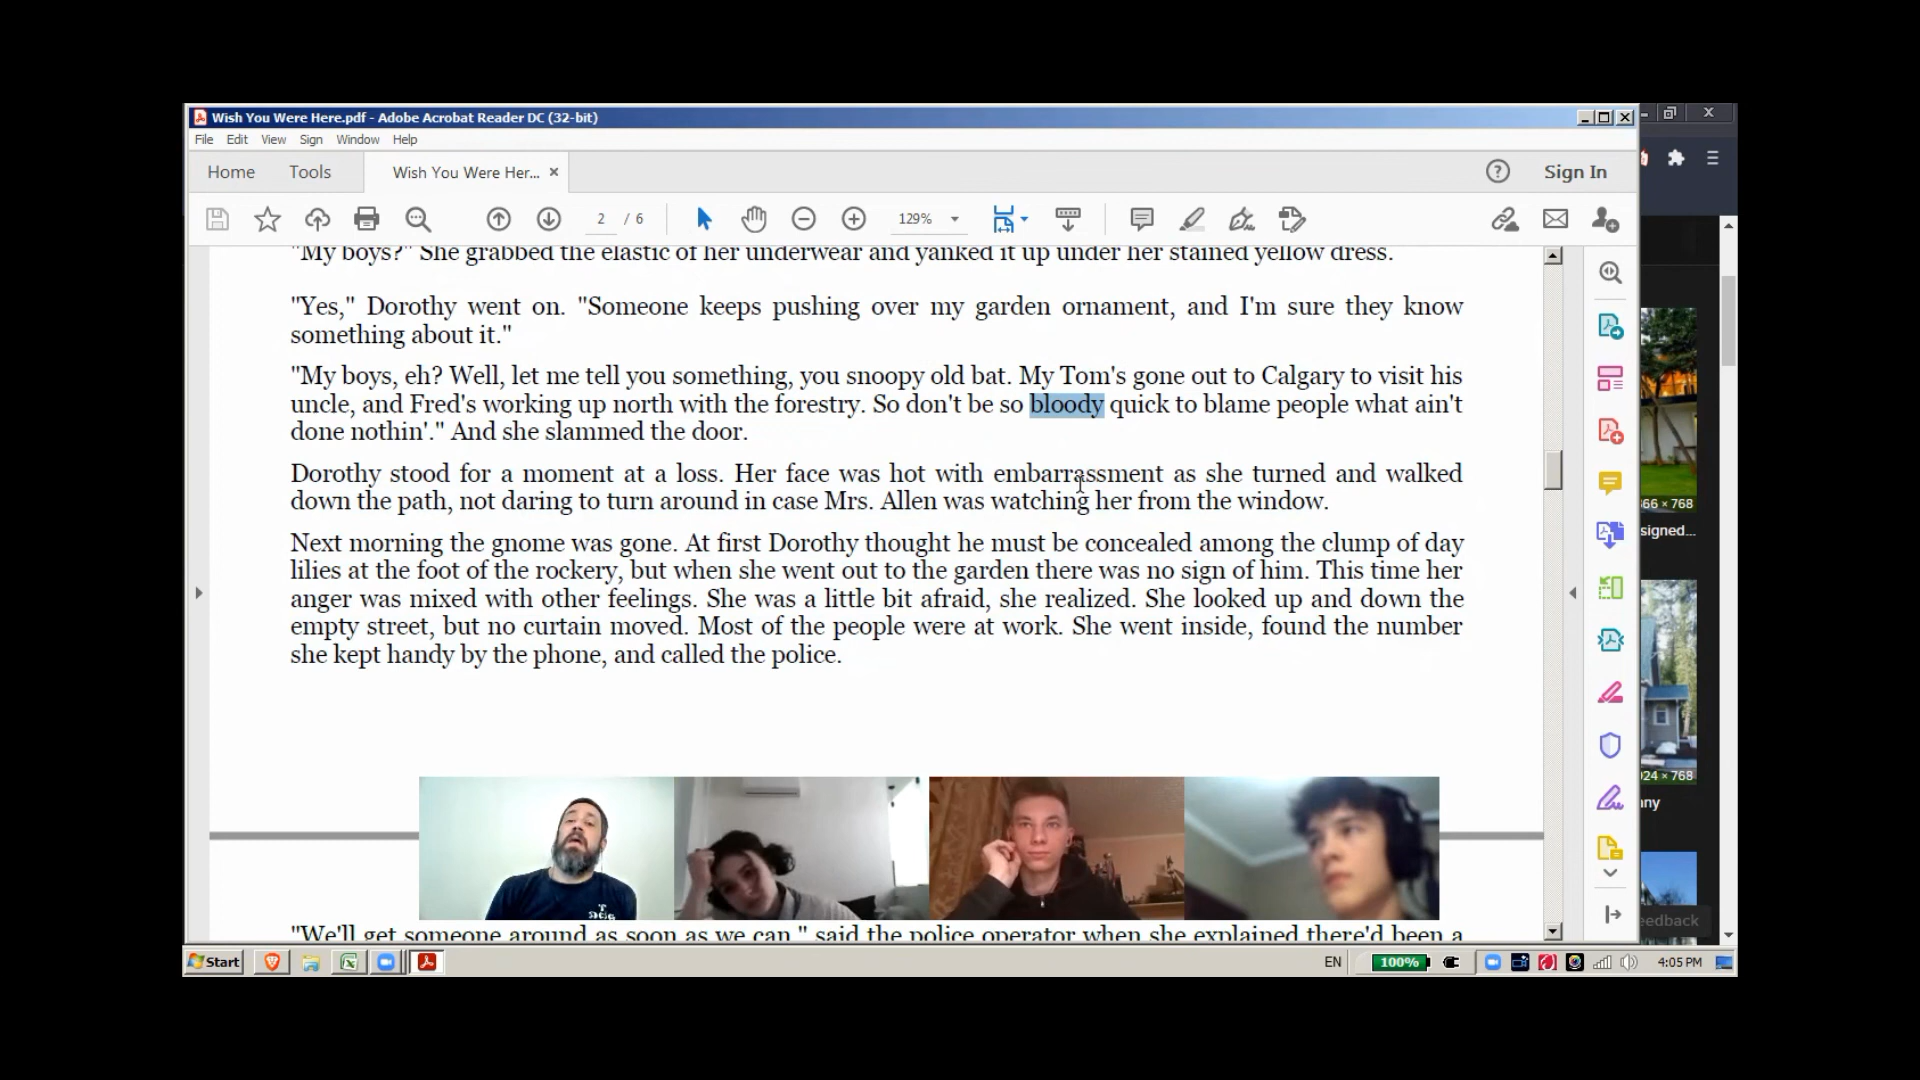 Wish You Were Here.pdf - Adobe Acrobat Reader DC (32-bit)
File Edit View Sign Window Help
Home Tools Wish You Were Her... Sign In
2 / 6 129%
"My boys?" She grabbed the elastic of her underwear and yanked it up under her stained yellow dress.
"Yes," Dorothy went on. "Someone keeps pushing over my garden ornament, and I'm sure they know
something about it."
"My boys, eh? Well, let me tell you something, you snoopy old bat. My Tom's gone out to Calgary to visit his
uncle, and Fred's working up north with the forestry. So don't be so bloody quick to blame people what ain't
done nothin'." And she slammed the door.
Dorothy stood for a moment at a loss. Her face was hot with embarrassment as she turned and walked
down the path, not daring to turn around in case Mrs. Allen was watching her from the window.
Next morning the gnome was gone. At first Dorothy thought he must be concealed among the clump of day
lilies at the foot of the rockery, but when she went out to the garden there was no sign of him. This time her
anger was mixed with other feelings. She was a little bit afraid, she realized. She looked up and down the
empty street, but no curtain moved. Most of the people were at work. She went inside, found the number
she kept handy by the phone, and called the police.
"We'll get someone around as soon as we can," said the police operator when she explained there'd been a
66 × 768
signed...
24 × 768
ny
eedback
Start EN 100% 4:05 PM